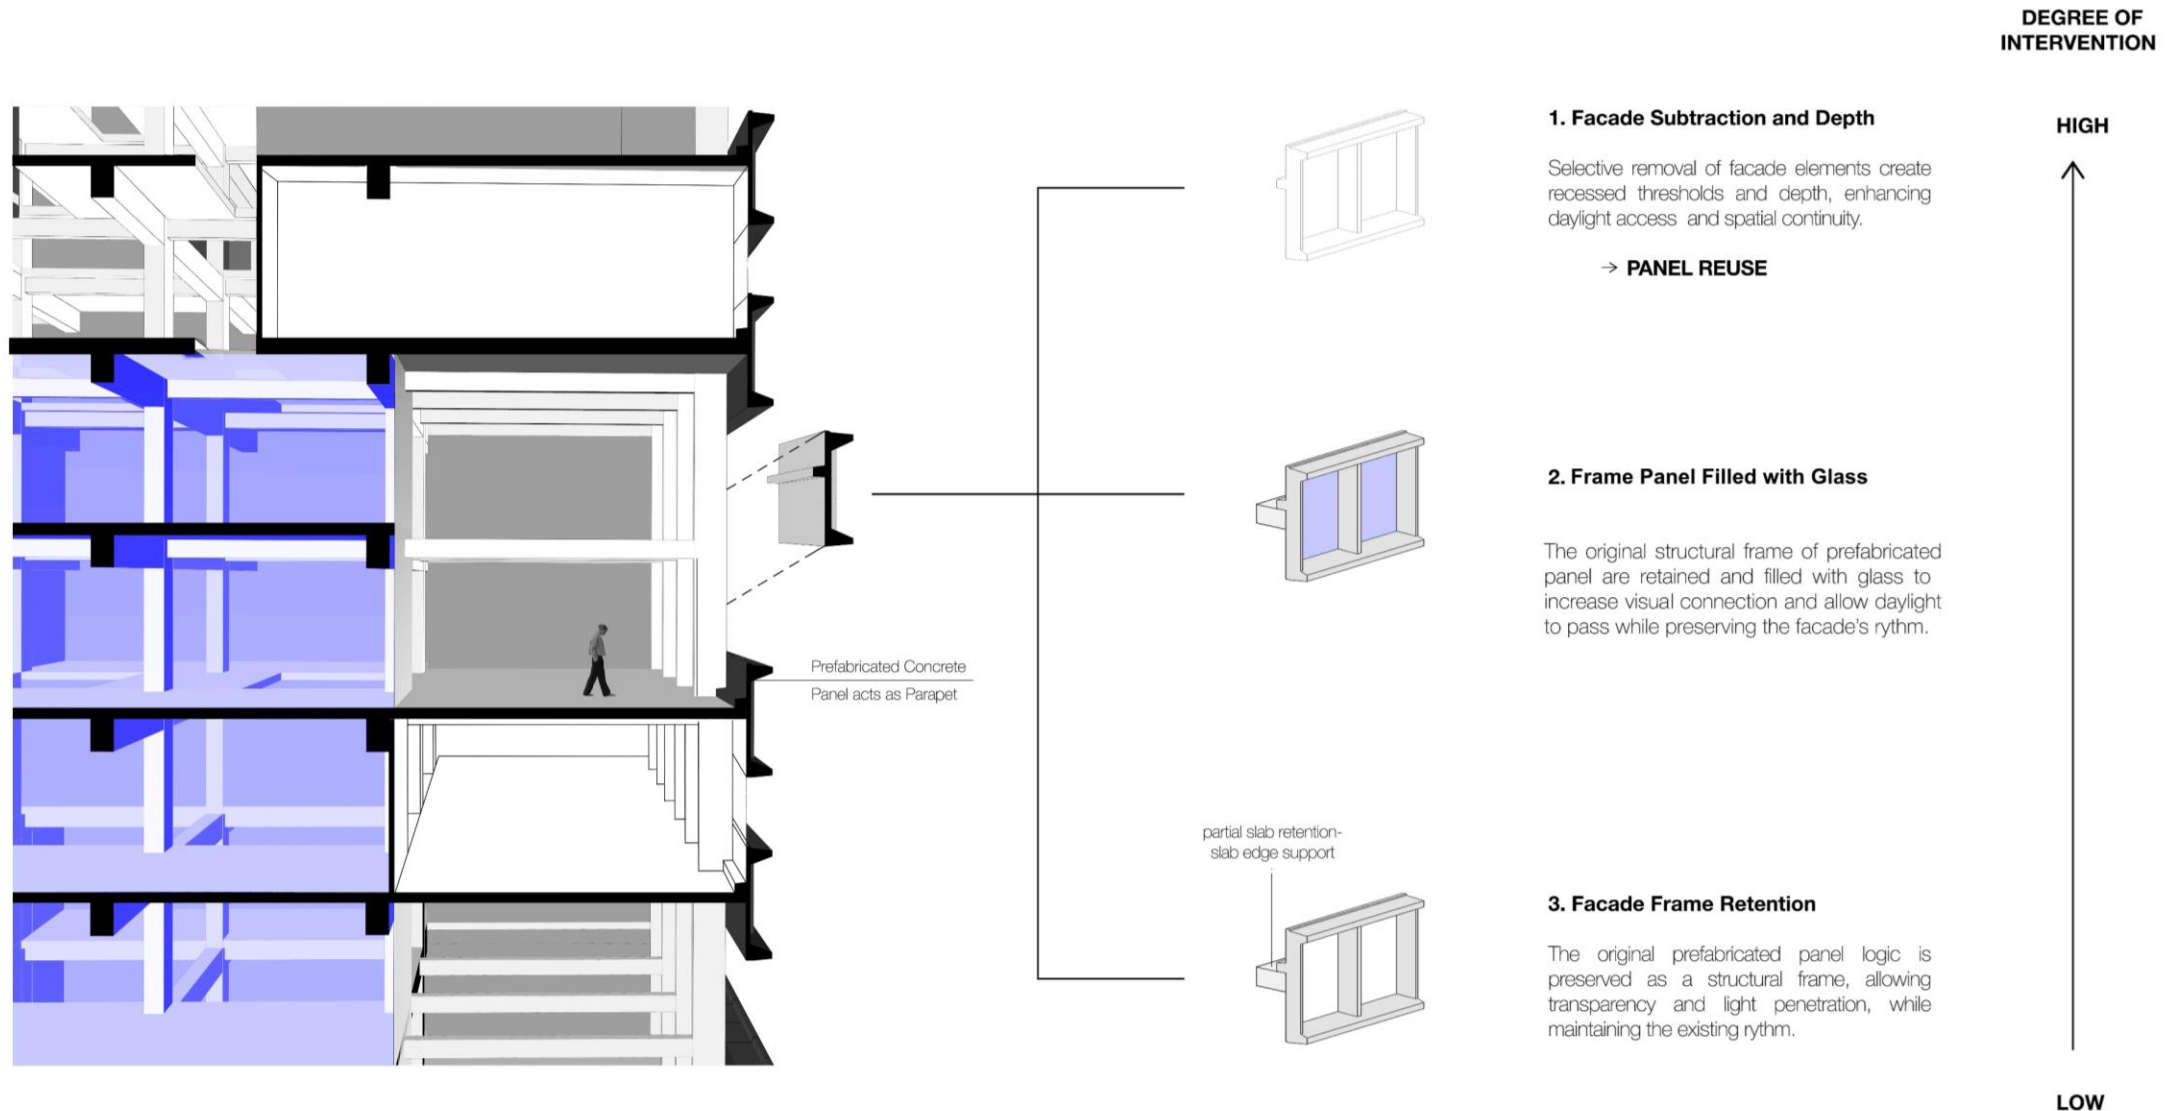 DEGREE OF
INTERVENTION
HIGH
1. Facade Subtraction and Depth
Selective removal of facade elements create
recessed thresholds and depth, enhancing
daylight access and spatial continuity.
→ PANEL REUSE
2. Frame Panel Filled with Glass
The original structural frame of prefabricated
panel are retained and filled with glass to
increase visual connection and allow daylight
to pass while preserving the facade's rythm.
Prefabricated Concrete
Panel acts as Parapet
partial slab retention-
slab edge support
3. Facade Frame Retention
The original prefabricated panel logic is
preserved as a structural frame, allowing
transparency and light penetration, while
maintaining the existing rythm.
LOW